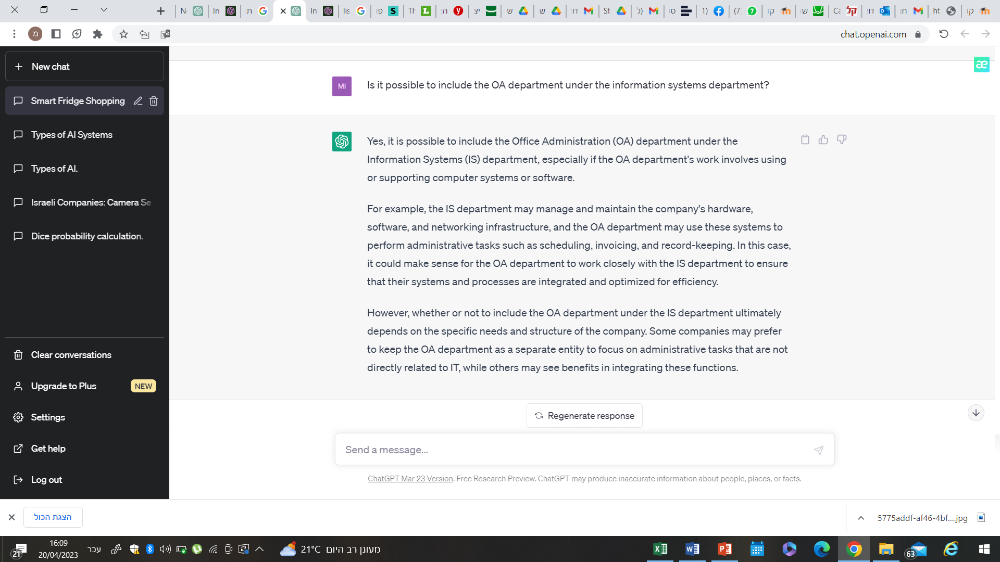 chat.openai.com
New chat
Smart Fridge Shopping
Types of AI Systems
Types of AI.
Israeli Companies: Camera Se
Dice probability calculation.
Clear conversations
Upgrade to Plus NEW
Settings
Get help
Log out
MI
Is it possible to include the OA department under the information systems department?
Yes, it is possible to include the Office Administration (OA) department under the
Information Systems (IS) department, especially if the OA department's work involves using
or supporting computer systems or software.
For example, the IS department may manage and maintain the company's hardware,
software, and networking infrastructure, and the OA department may use these systems to
perform administrative tasks such as scheduling, invoicing, and record-keeping. In this case,
it could make sense for the OA department to work closely with the IS department to ensure
that their systems and processes are integrated and optimized for efficiency.
However, whether or not to include the OA department under the IS department ultimately
depends on the specific needs and structure of the company. Some companies may prefer
to keep the OA department as a separate entity to focus on administrative tasks that are not
directly related to IT, while others may see benefits in integrating these functions.
Regenerate response
Send a message...
ChatGPT Mar 23 Version. Free Research Preview. ChatGPT may produce inaccurate information about people, places, or facts.
הצגת הכול
5775addf-af46-4bf....jpg
21
16:09
20/04/2023
עבר
21°C מעונן רב היום
63